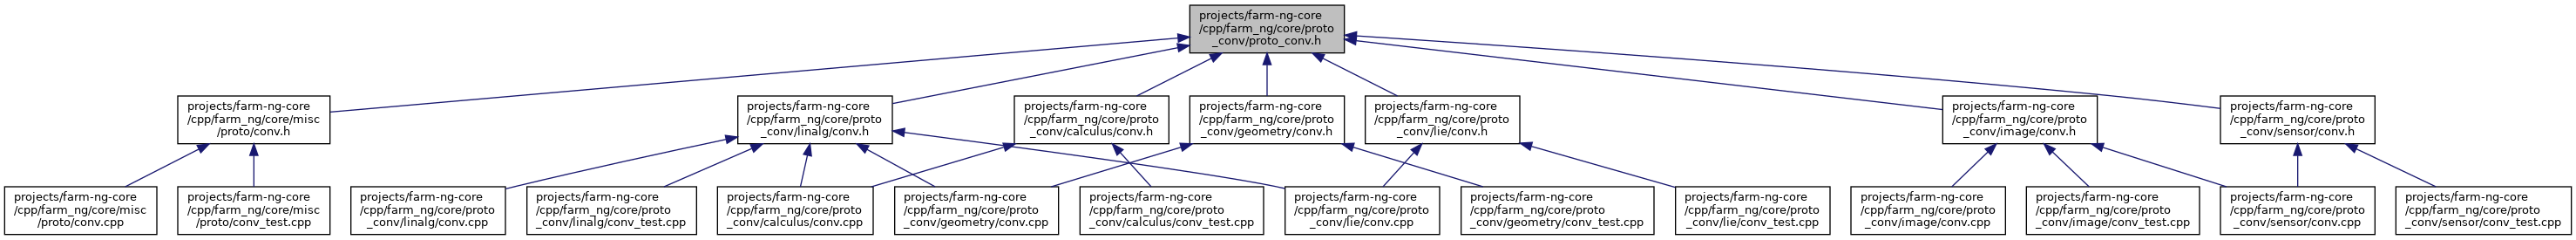 projects/farm-ng-core
/cpp/farm_ng/core/proto
_conv/proto_conv.h
projects/farm-ng-core
/cpp/farm_ng/core/misc
/proto/conv.h
projects/farm-ng-core
/cpp/farm_ng/core/proto
_conv/linalg/conv.h
projects/farm-ng-core
/cpp/farm_ng/core/proto
_conv/calculus/conv.h
projects/farm-ng-core
/cpp/farm_ng/core/proto
_conv/geometry/conv.h
projects/farm-ng-core
/cpp/farm_ng/core/proto
_conv/lie/conv.h
projects/farm-ng-core
/cpp/farm_ng/core/proto
_conv/image/conv.h
projects/farm-ng-core
/cpp/farm_ng/core/proto
_conv/sensor/conv.h
projects/farm-ng-core
/cpp/farm_ng/core/misc
/proto/conv.cpp
projects/farm-ng-core
/cpp/farm_ng/core/misc
/proto/conv_test.cpp
projects/farm-ng-core
/cpp/farm_ng/core/proto
_conv/linalg/conv.cpp
projects/farm-ng-core
/cpp/farm_ng/core/proto
_conv/linalg/conv_test.cpp
projects/farm-ng-core
/cpp/farm_ng/core/proto
_conv/calculus/conv.cpp
projects/farm-ng-core
/cpp/farm_ng/core/proto
_conv/geometry/conv.cpp
projects/farm-ng-core
/cpp/farm_ng/core/proto
_conv/calculus/conv_test.cpp
projects/farm-ng-core
/cpp/farm_ng/core/proto
_conv/lie/conv.cpp
projects/farm-ng-core
/cpp/farm_ng/core/proto
_conv/geometry/conv_test.cpp
projects/farm-ng-core
/cpp/farm_ng/core/proto
_conv/lie/conv_test.cpp
projects/farm-ng-core
/cpp/farm_ng/core/proto
_conv/image/conv.cpp
projects/farm-ng-core
/cpp/farm_ng/core/proto
_conv/image/conv_test.cpp
projects/farm-ng-core
/cpp/farm_ng/core/proto
_conv/sensor/conv.cpp
projects/farm-ng-core
/cpp/farm_ng/core/proto
_conv/sensor/conv_test.cpp